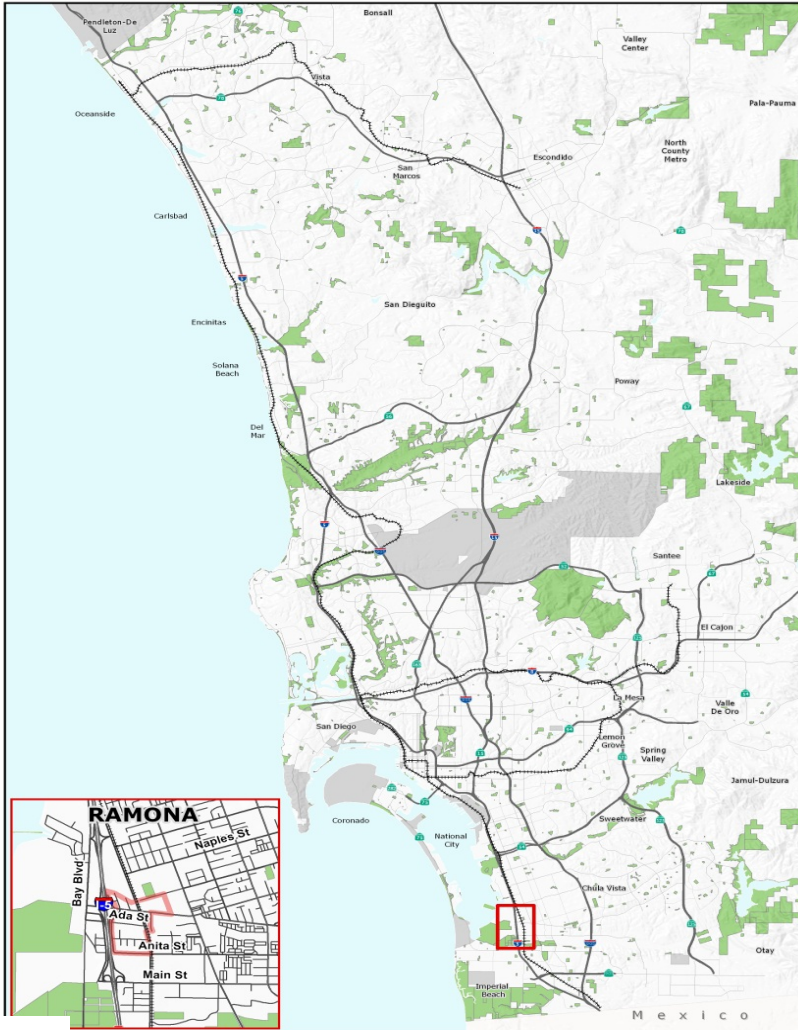 Bonsall
Pendleton-De
Luz
Valley
Center
Vista
Pala-Pauma
Oceanside
North
County
Metro
Escondido
San
Marcos
Carlsbad
San Dieguito
Encinitas
Solana
Beach
Poway
Del
Mar
Lakeside
Santee
El Cajon
La Mesa
Valle
De Oro
San Diego
Lemon
Grove
Spring
Valley
Jamul-Dulzura
Coronado
Sweetwater
National
City
Chula Vista
Otay
Imperial
Beach
Mexico
RAMONA
Naples St
Bay Blvd
I-5
Ada St
Anita St
Main St